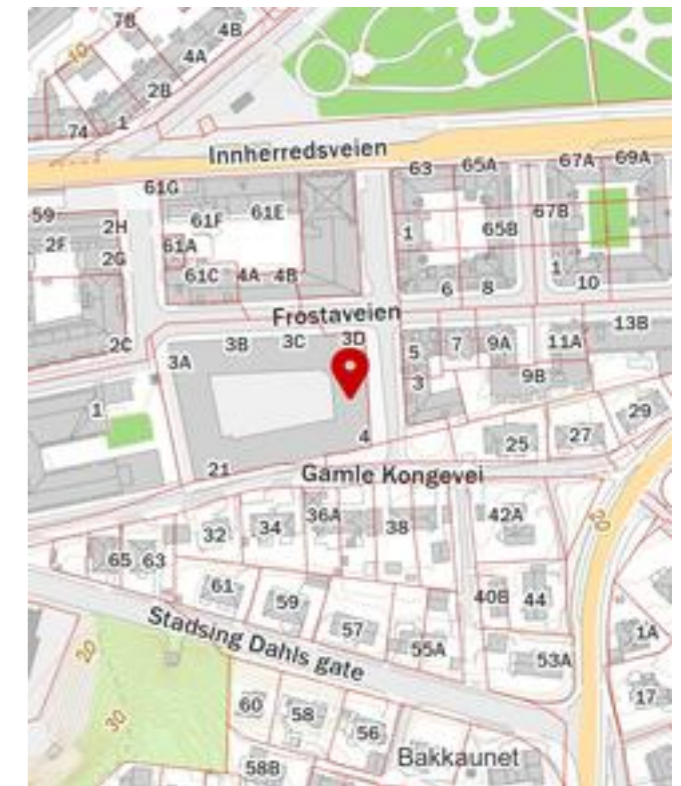 7B
4B
10
4A
2B
74
1
Innherredsveien
63
65A
67A
69A
61G
59
2F
2H
61F
61E
67B
61A
1
65B
2G
61C
4A
4B
1
6
8
10
Frostaveien
2C
3A
3B
3C
3D
5
7
9A
11A
13B
3
9B
1
4
29
25
27
21
Gamle Kongevei
32
34
36A
38
42A
20
65
63
61
59
40B
44
Stadsing Dahls gate
57
55A
1A
20
53A
30
17
60
58
56
Bakkaunet
58B